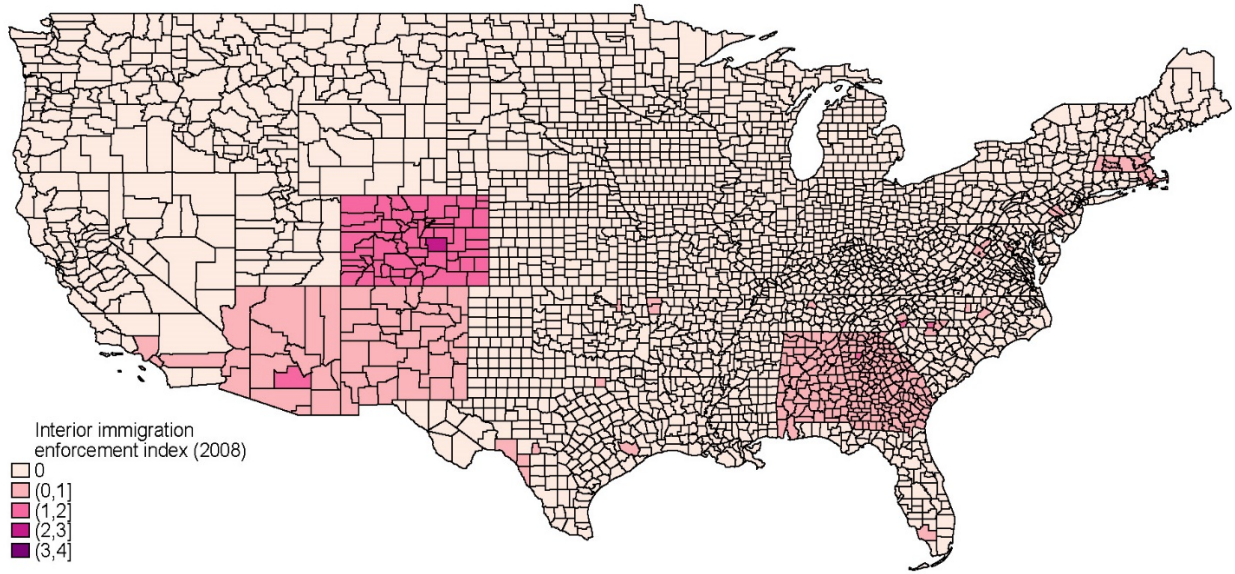 Interior immigration
enforcement index (2008)
0
(0,1]
(1,2]
(2,3]
(3,4]